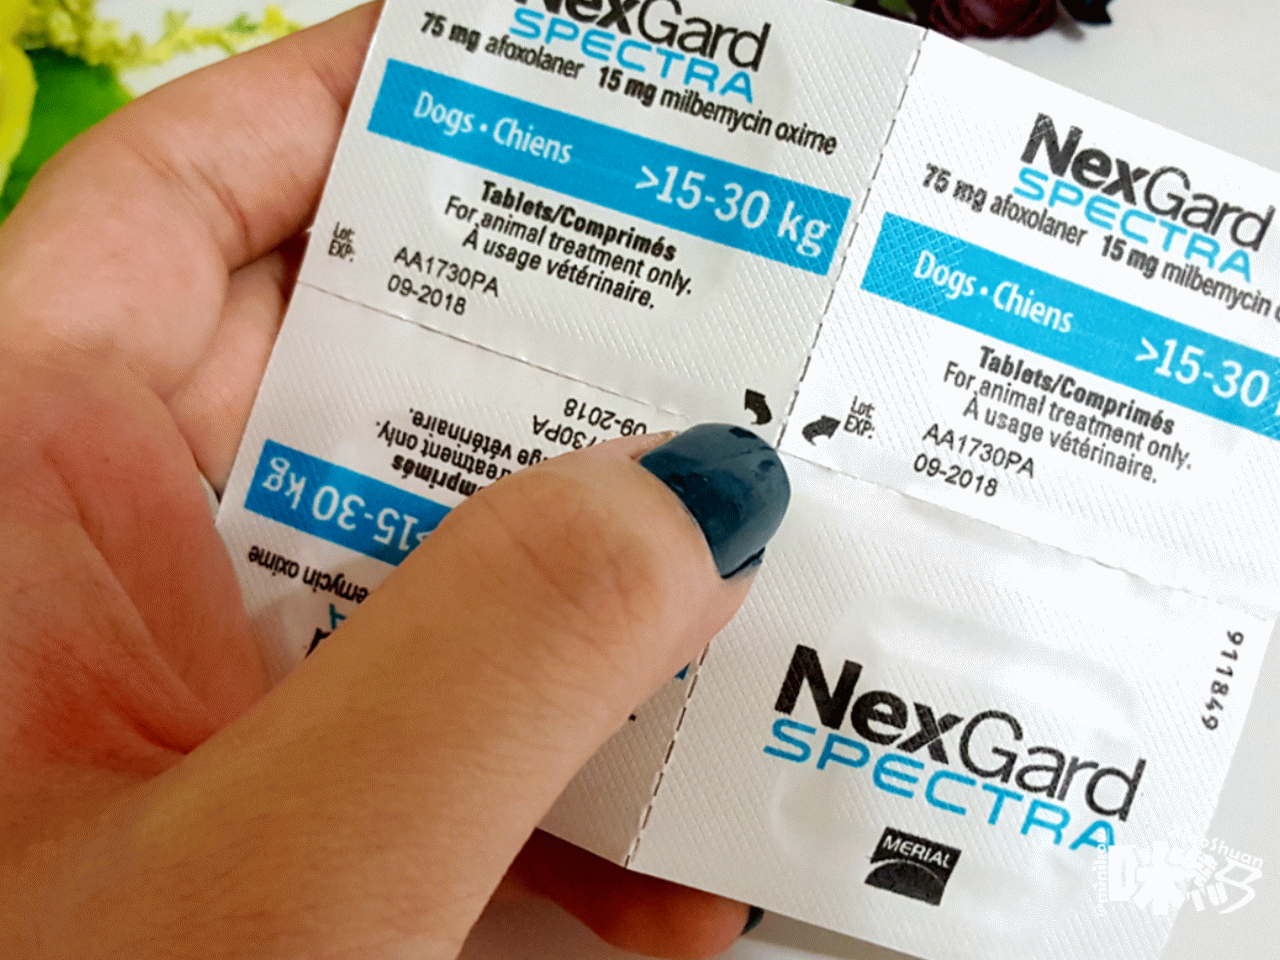 NexGard
SPECTRA
75 mg afoxolaner 15 mg milbemycin oxime
Dogs • Chiens >15-30 kg
Tablets/Comprimés
For animal treatment only.
À usage vétérinaire.
Lot:
EXP.:
AA1730PA
09-2018
NexGard
SPECTRA
75 mg afoxolaner 15 mg milbemycin
Dogs • Chiens >15-30
Tablets/Comprimés
For animal treatment only.
À usage vétérinaire.
Lot:
EXP.:
AA1730PA
09-2018
09-2018
1730PA
vétérinaire.
treatment only.
15-30 kg
oxime
911849
NexGard
SPECTRA
MERIAL